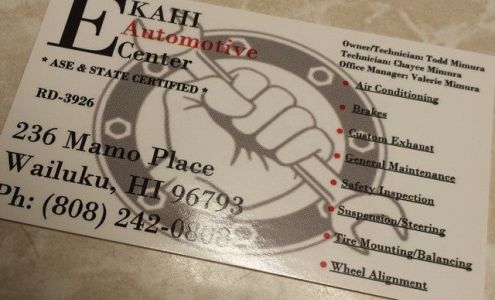 EKAHI
Automotive
Center
* ASE & STATE CERTIFIED *
RD-3926
236 Mamo Place
Wailuku, HI 96793
Ph: (808)
Owner/Technician: Todd Mimura
Technician: Chayce Mimura
Office Manager: Valerie Mimura
• Air Conditioning
• Brakes
• Custom Exhaust
• General Maintenance
• Safety Inspection
• Suspension/Steering
• Tire Mounting/Balancing
• Wheel Alignment